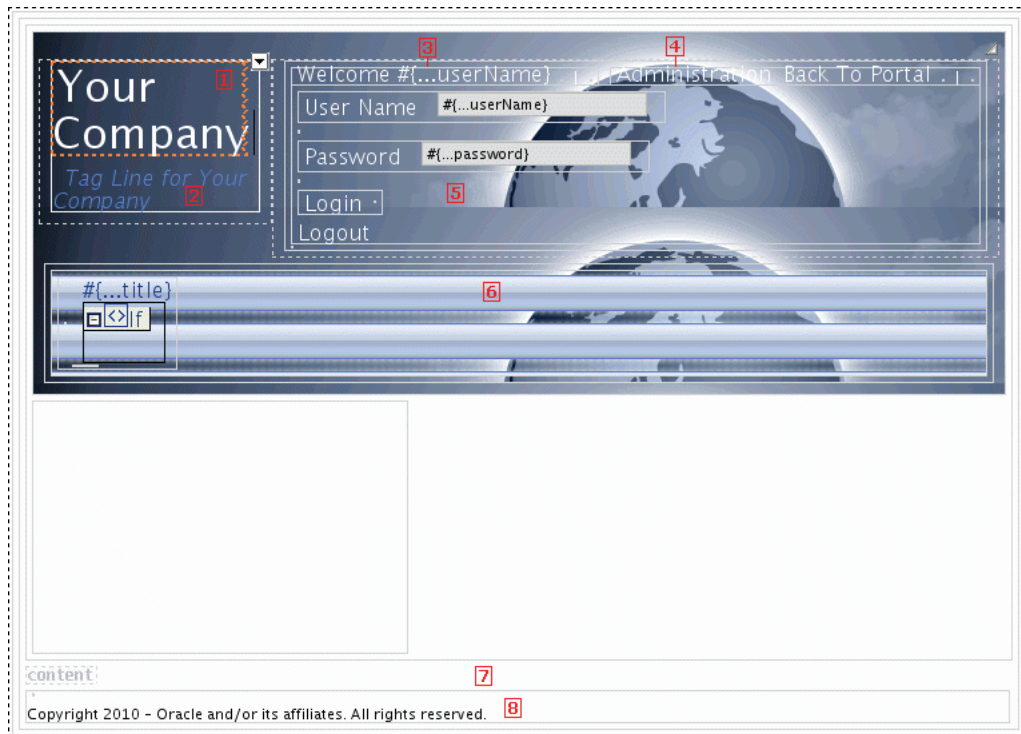 3
4
1
Your
Company
Tag Line for Your
Company
2
Welcome #{...userName} | . | Administration Back To Portal . | .
User Name #{...userName}
Password #{...password}
5
Login
Logout
6
#{...title}
<> If
content
7
8
Copyright 2010 - Oracle and/or its affiliates. All rights reserved.